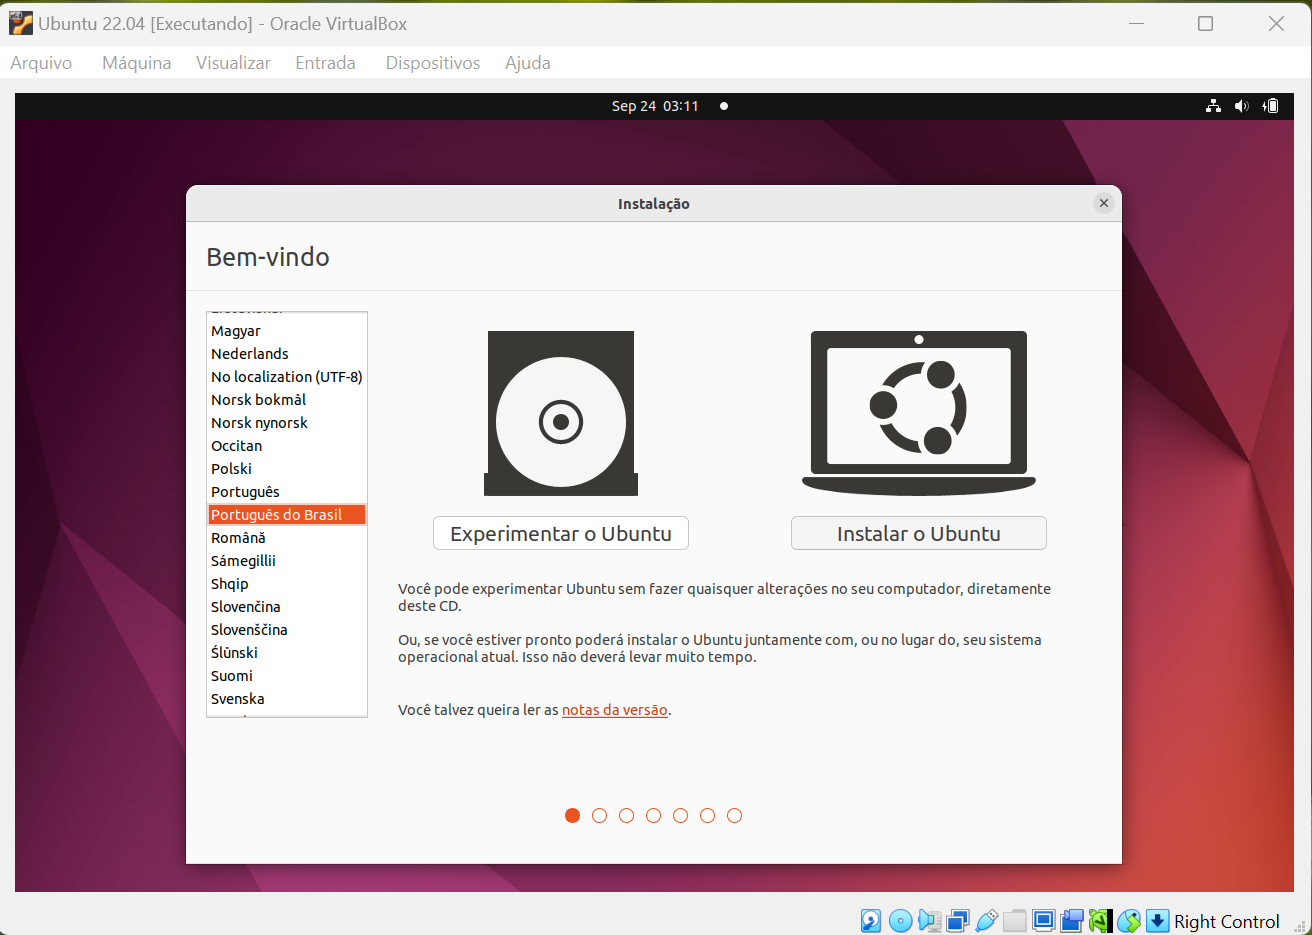 Ubuntu 22.04 [Executando] - Oracle VirtualBox
Arquivo Máquina Visualizar Entrada Dispositivos Ajuda
Sep 24 03:11
Instalação
Bem-vindo
Magyar
Nederlands
No localization (UTF-8)
Norsk bokmål
Norsk nynorsk
Occitan
Polski
Português
Português do Brasil
Română
Sámegillii
Shqip
Slovenčina
Slovenščina
Ślůnski
Suomi
Svenska
Experimentar o Ubuntu
Instalar o Ubuntu
Você pode experimentar Ubuntu sem fazer quaisquer alterações no seu computador, diretamente
deste CD.
Ou, se você estiver pronto poderá instalar o Ubuntu juntamente com, ou no lugar do, seu sistema
operacional atual. Isso não deverá levar muito tempo.
Você talvez queira ler as notas da versão.
Right Control